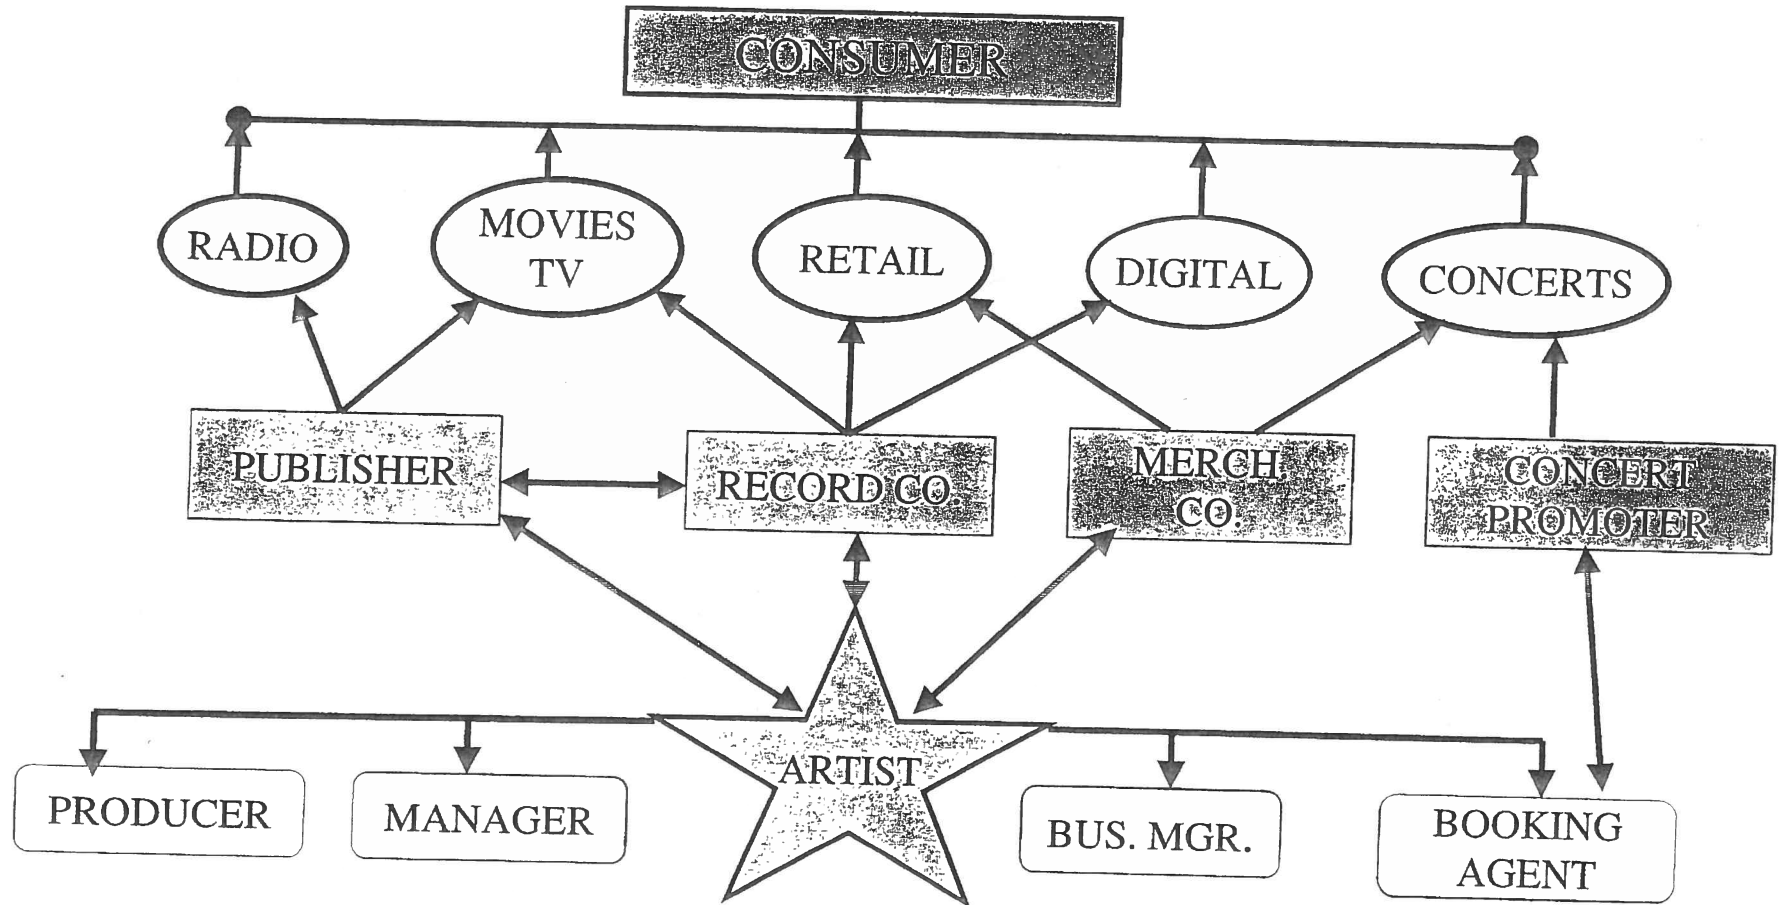 CONSUMER
RADIO
MOVIES
TV
RETAIL
DIGITAL
CONCERTS
PUBLISHER
RECORD CO.
MERCH.
CO.
CONCERT
PROMOTER
ARTIST
PRODUCER
MANAGER
BUS. MGR.
BOOKING
AGENT